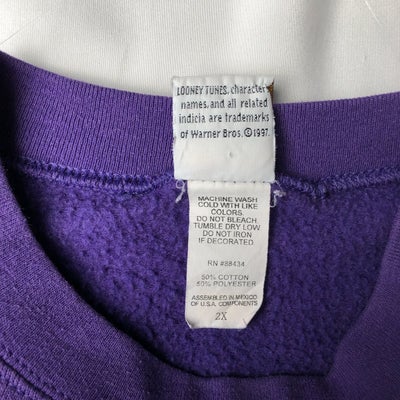 LOONEY TUNES, character
names, and all related
indicia are trademarks
of Warner Bros. ©1997.
MACHINE WASH
COLD WITH LIKE
COLORS.
DO NOT BLEACH.
TUMBLE DRY LOW.
DO NOT IRON
IF DECORATED
RN #88434
50% COTTON
50% POLYESTER
ASSEMBLED IN MEXICO
OF U.S.A. COMPONENTS
2X